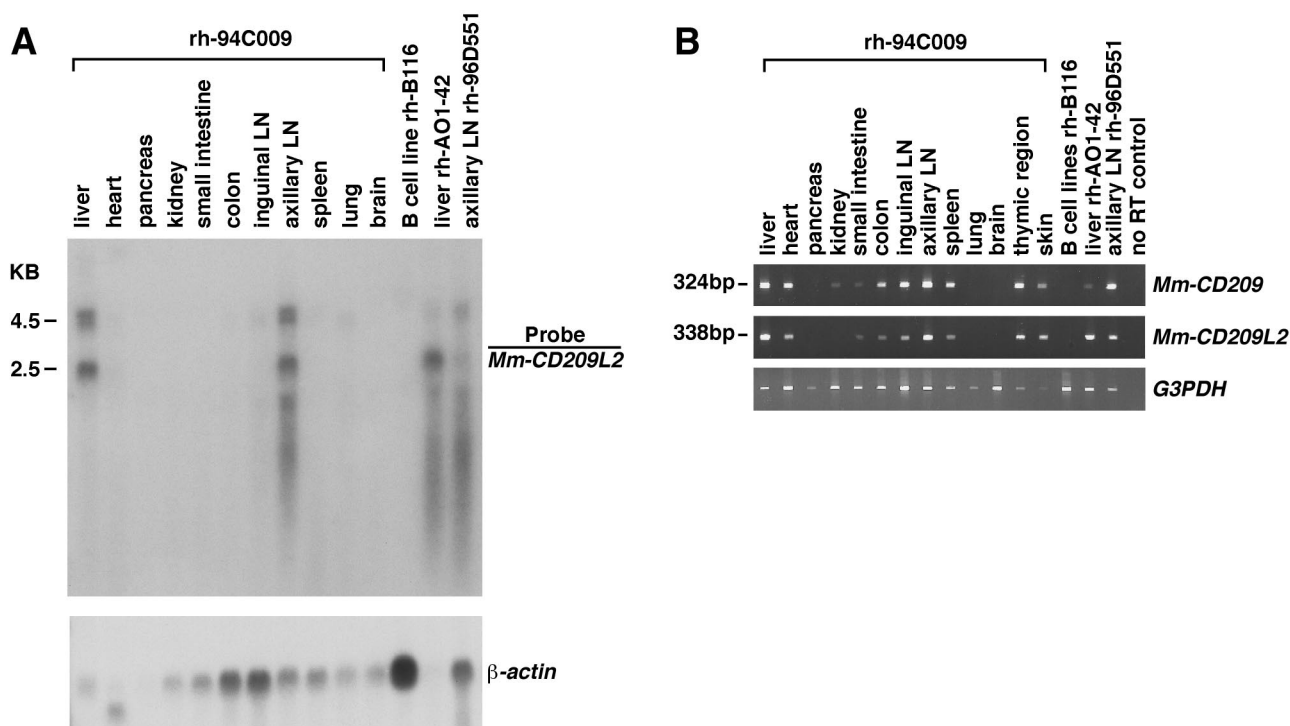 A
rh-94C009
liver
heart
pancreas
kidney
small intestine
colon
inguinal LN
axillary LN
spleen
lung
brain
B cell line rh-B116
liver rh-AO1-42
axillary LN rh-96D551
KB
4.5
2.5
Probe
Mm-CD209L2
β-actin
B
rh-94C009
liver
heart
pancreas
kidney
small intestine
colon
inguinal LN
axillary LN
spleen
lung
brain
thymic region
skin
B cell lines rh-B116
liver rh-AO1-42
axillary LN rh-96D551
no RT control
324bp
Mm-CD209
338bp
Mm-CD209L2
G3PDH